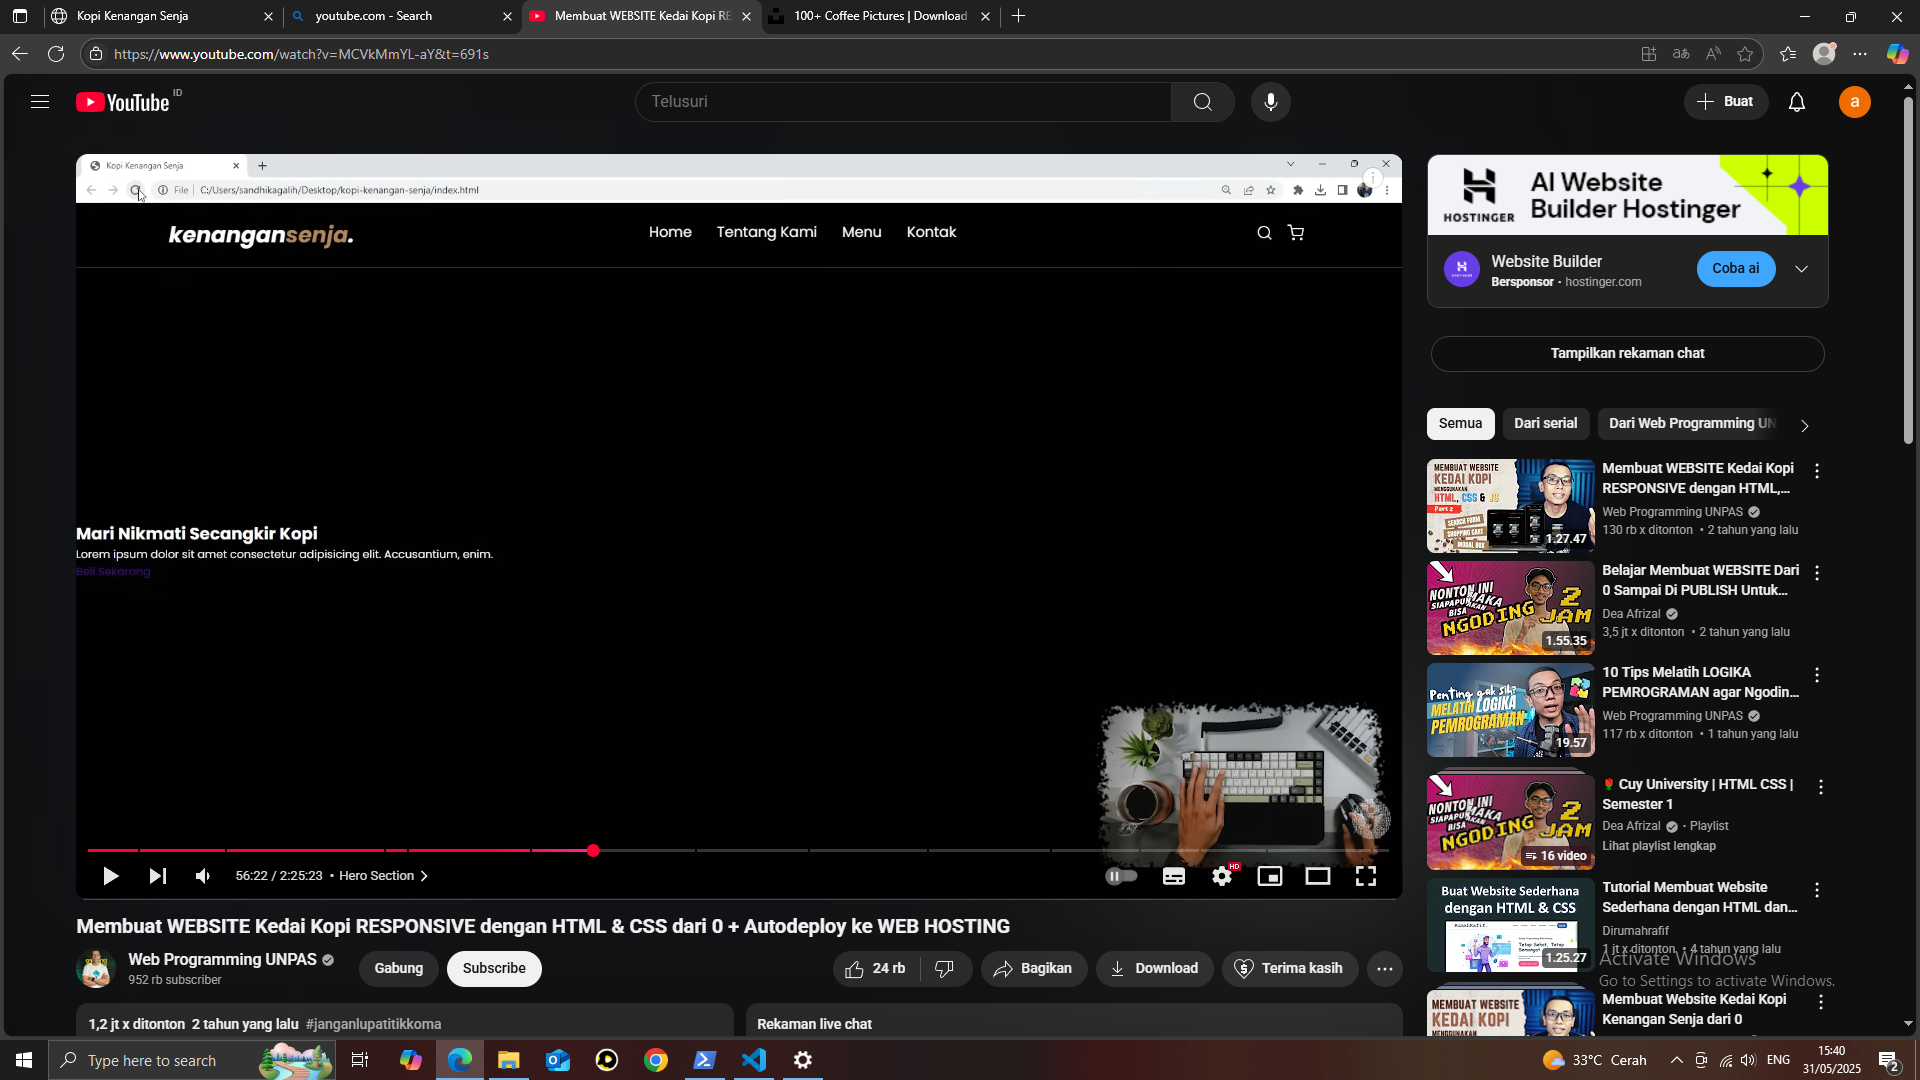 Kopi Kenangan Senja
youtube.com - Search
Membuat WEBSITE Kedai Kopi RE
100+ Coffee Pictures | Download
https://www.youtube.com/watch?v=MCVkMmYL-aY&t=691s
YouTube ID
Telusuri
Buat
a
Kopi Kenangan Senja
File C:/Users/sandhikagalih/Desktop/kopi-kenangan-senja/index.html
kenangansenja.
Home Tentang Kami Menu Kontak
Mari Nikmati Secangkir Kopi
Lorem ipsum dolor sit amet consectetur adipisicing elit. Accusantium, enim.
Beli Sekarang
56:22 / 2:25:23 • Hero Section
HD
Membuat WEBSITE Kedai Kopi RESPONSIVE dengan HTML & CSS dari 0 + Autodeploy ke WEB HOSTING
Web Programming UNPAS
952 rb subscriber
Gabung
Subscribe
24 rb
Bagikan
Download
Terima kasih
1,2 jt x ditonton 2 tahun yang lalu #janganlupatitikkoma
Rekaman live chat
HOSTINGER
AI Website
Builder Hostinger
Website Builder
Bersponsor • hostinger.com
Coba ai
Tampilkan rekaman chat
Semua
Dari serial
Dari Web Programming UN
MEMBUAT WEBSITE
KEDAI KOPI
MENGGUNAKAN
HTML, CSS & JS
Part 2
SEARCH FORM
SHOPPING CART
MODAL BOX
1.27.47
Membuat WEBSITE Kedai Kopi
RESPONSIVE dengan HTML,...
Web Programming UNPAS
130 rb x ditonton • 2 tahun yang lalu
NONTON INI
SIAPAPUN MAKA
BISA
NGODING
2
JAM
1.55.35
Belajar Membuat WEBSITE Dari
0 Sampai Di PUBLISH Untuk...
Dea Afrizal
3,5 jt x ditonton • 2 tahun yang lalu
Penting gak sih?
MELATIH LOGIKA
PEMROGRAMAN
19.57
10 Tips Melatih LOGIKA
PEMROGRAMAN agar Ngodin...
Web Programming UNPAS
117 rb x ditonton • 1 tahun yang lalu
NONTON INI
SIAPAPUN MAKA
BISA
NGODING
2
JAM
16 video
Cuy University | HTML CSS |
Semester 1
Dea Afrizal • Playlist
Lihat playlist lengkap
Buat Website Sederhana
dengan HTML & CSS
1.25.27
Tutorial Membuat Website
Sederhana dengan HTML dan...
Dirumahrafif
1 jt x ditonton • 4 tahun yang lalu
Activate Windows
Go to Settings to activate Windows.
MEMBUAT WEBSITE
KEDAI KOPI
Membuat Website Kedai Kopi
Kenangan Senja dari 0
Type here to search
33°C Cerah
ENG
15:40
31/05/2025
2